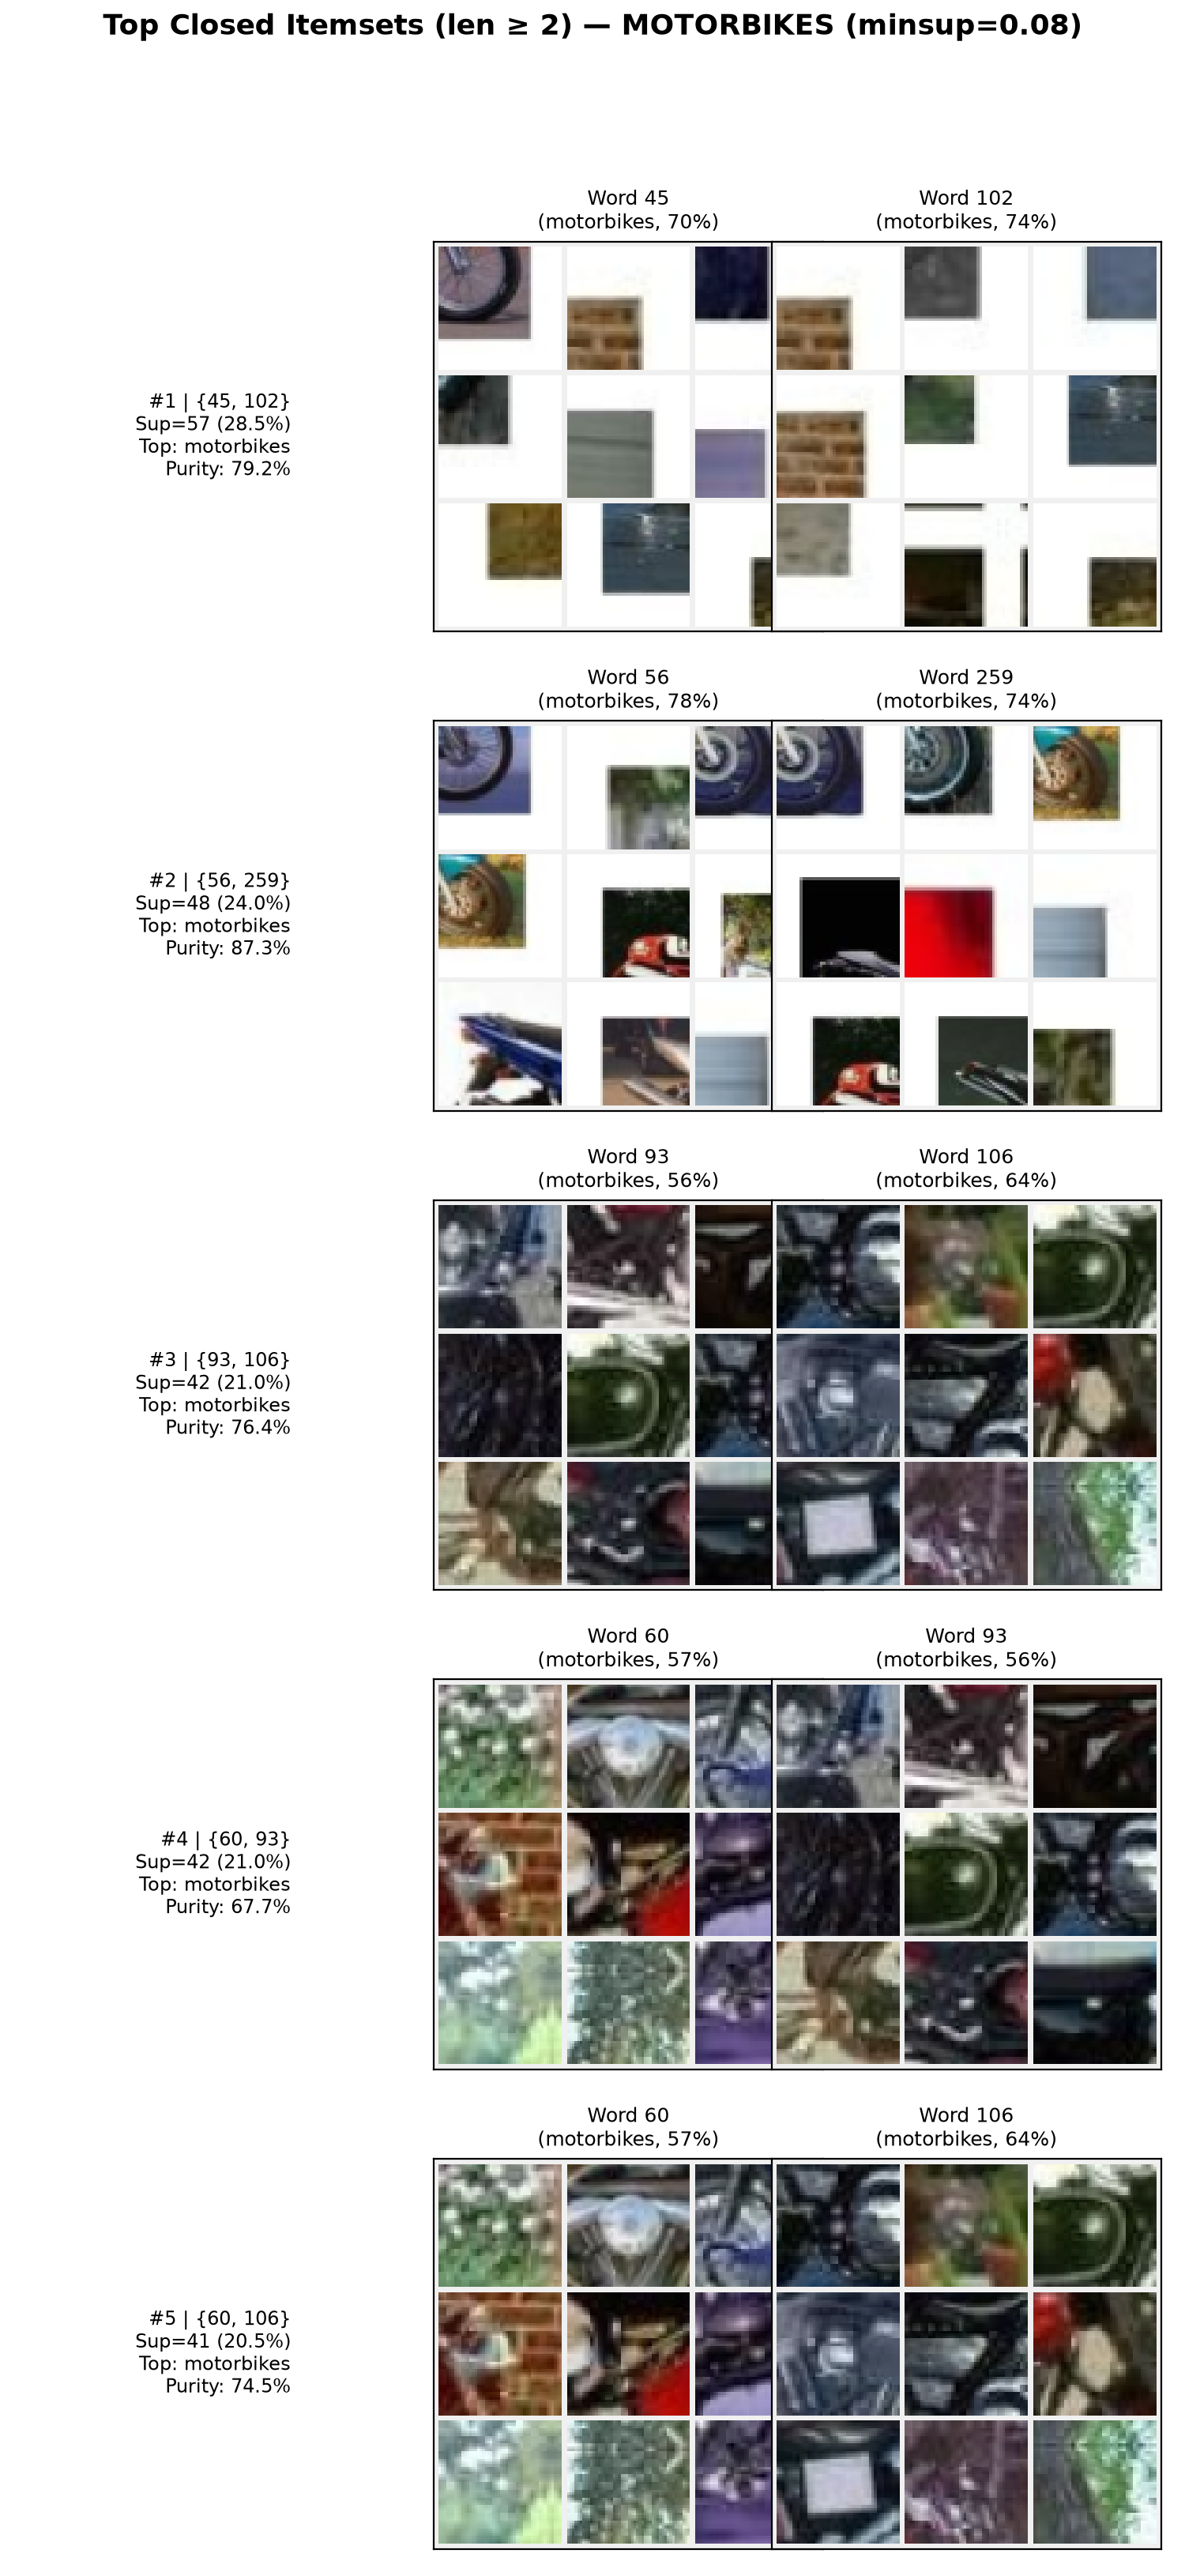 Top Closed Itemsets (len ≥ 2) — MOTORBIKES (minsup=0.08)
Word 45
(motorbikes, 70%)
Word 102
(motorbikes, 74%)
#1 | {45, 102}
Sup=57 (28.5%)
Top: motorbikes
Purity: 79.2%
Word 56
(motorbikes, 78%)
Word 259
(motorbikes, 74%)
#2 | {56, 259}
Sup=48 (24.0%)
Top: motorbikes
Purity: 87.3%
Word 93
(motorbikes, 56%)
Word 106
(motorbikes, 64%)
#3 | {93, 106}
Sup=42 (21.0%)
Top: motorbikes
Purity: 76.4%
Word 60
(motorbikes, 57%)
Word 93
(motorbikes, 56%)
#4 | {60, 93}
Sup=42 (21.0%)
Top: motorbikes
Purity: 67.7%
Word 60
(motorbikes, 57%)
Word 106
(motorbikes, 64%)
#5 | {60, 106}
Sup=41 (20.5%)
Top: motorbikes
Purity: 74.5%